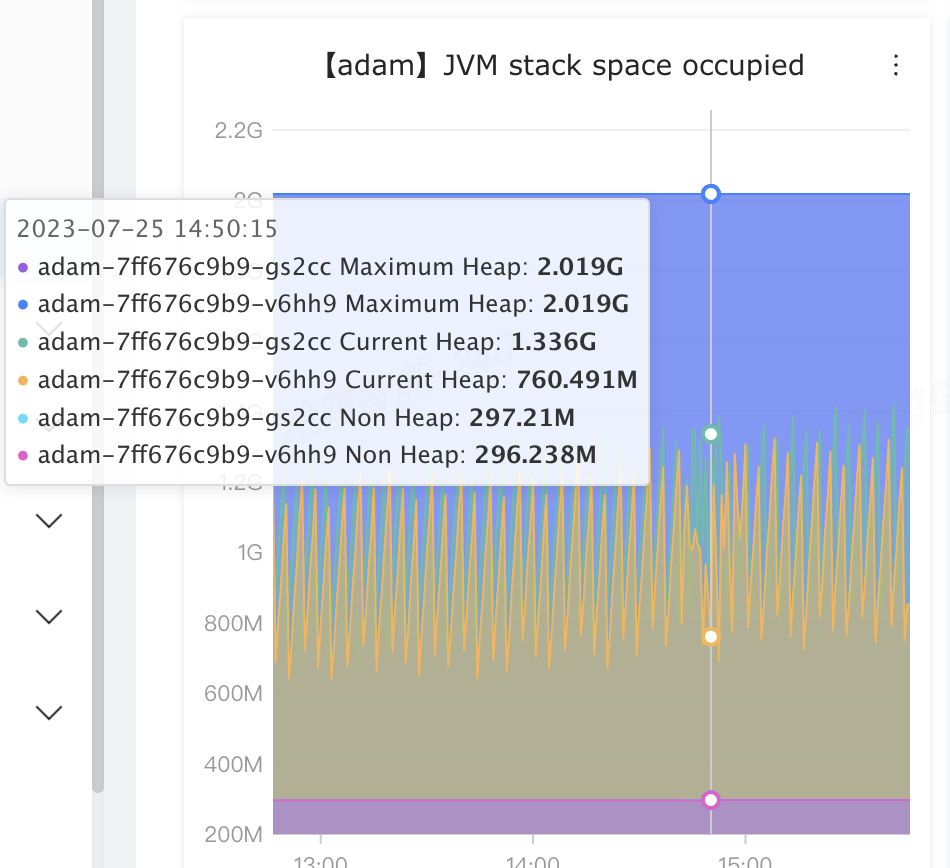 【adam】JVM stack space occupied
2.2G
2G
2023-07-25 14:50:15
adam-7ff676c9b9-gs2cc Maximum Heap: 2.019G
adam-7ff676c9b9-v6hh9 Maximum Heap: 2.019G
adam-7ff676c9b9-gs2cc Current Heap: 1.336G
adam-7ff676c9b9-v6hh9 Current Heap: 760.491M
adam-7ff676c9b9-gs2cc Non Heap: 297.21M
adam-7ff676c9b9-v6hh9 Non Heap: 296.238M
1.2G
1G
800M
600M
400M
200M
13:00
14:00
15:00